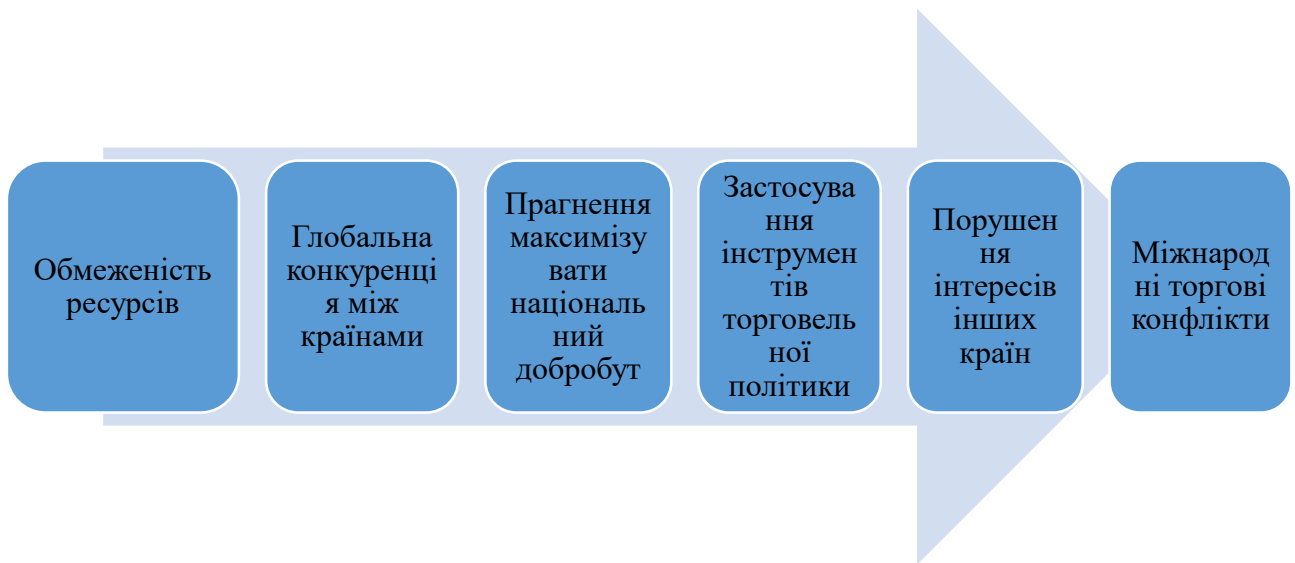 Обмеженість
ресурсів
Глобальна
конкуренці
я між
країнами
Прагнення
максимізу
вати
національ
ний
добробут
Застосува
ння
інструмен
тів
торговель
ної
політики
Порушен
ня
інтересів
інших
країн
Міжнарод
ні торгові
конфлікти